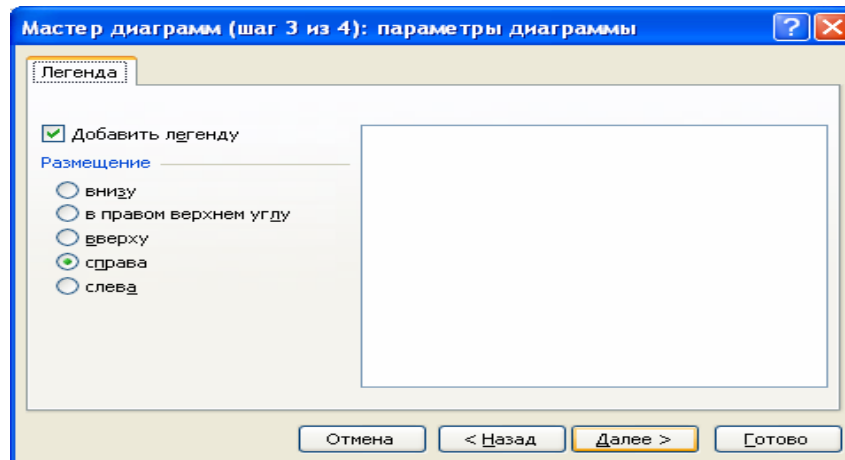 Мастер диаграмм (шаг 3 из 4): параметры диаграммы
Легенда
Добавить легенду
Размещение
внизу
в правом верхнем углу
вверху
справа
слева
Отмена
< Назад
Далее >
Готово